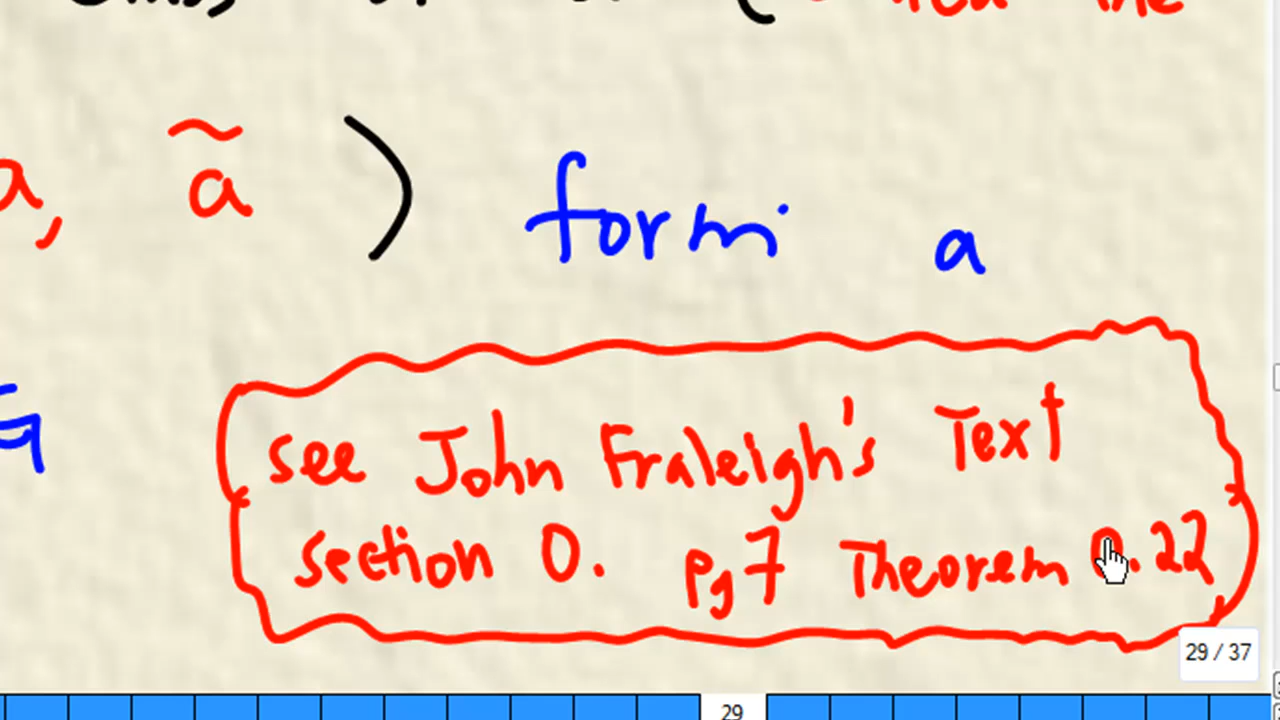 a, ã ) form a
see John Fraleigh's Text
section 0. pg 7 Theorem 0.22
29 / 37
29